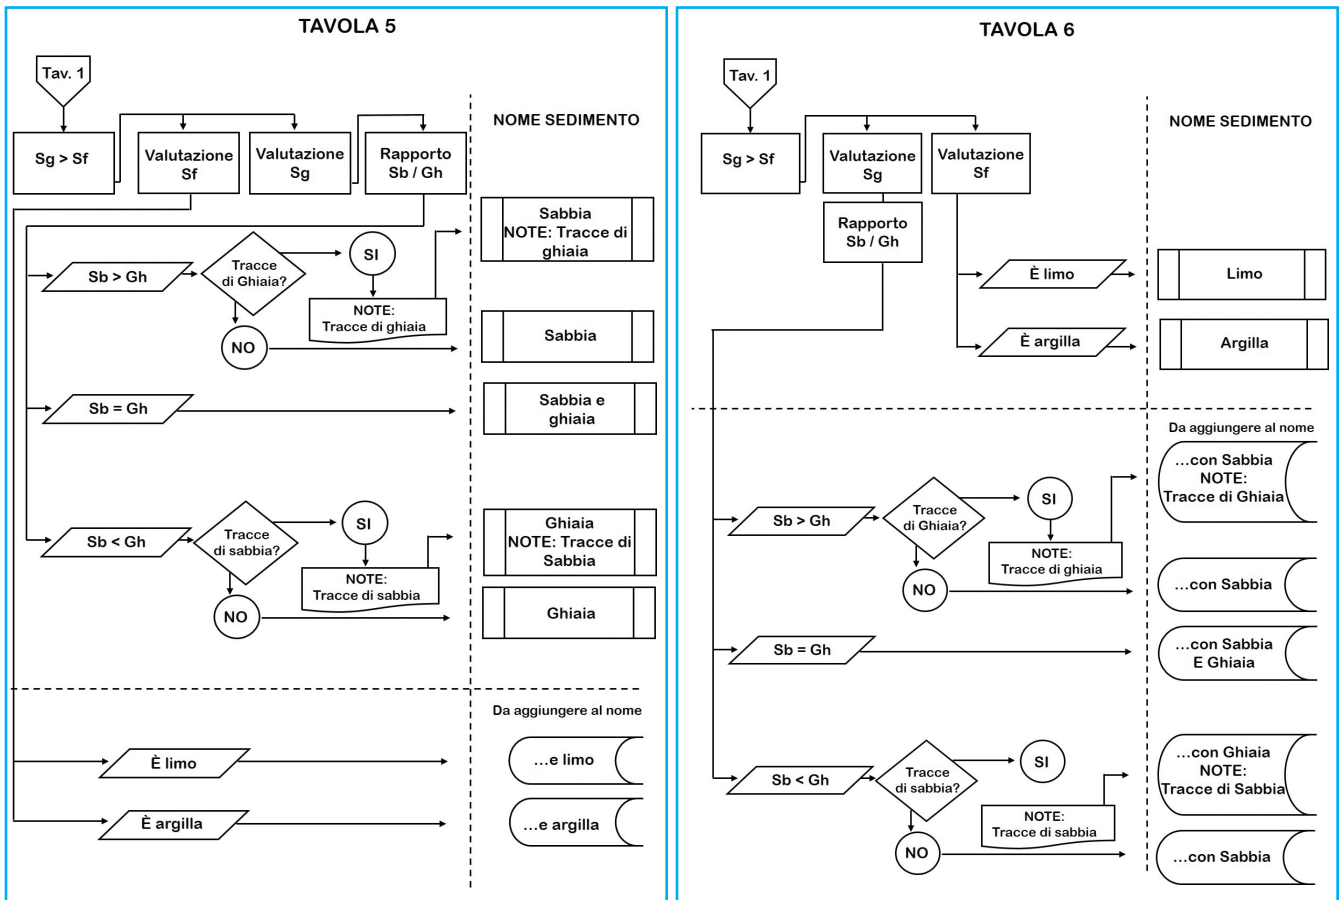 TAVOLA 5
Tav. 1
Sg > Sf
Valutazione
Sf
Valutazione
Sg
Rapporto
Sb / Gh
NOME SEDIMENTO
Sb > Gh
Tracce
di Ghiaia?
SI
NOTE:
Tracce di ghiaia
NO
Sabbia
NOTE: Tracce di
ghiaia
Sabbia
Sb = Gh
Sabbia e
ghiaia
Sb < Gh
Tracce
di sabbia?
SI
NOTE:
Tracce di sabbia
NO
Ghiaia
NOTE: Tracce di
Sabbia
Ghiaia
Da aggiungere al nome
È limo
...e limo
È argilla
...e argilla
TAVOLA 6
Tav. 1
Sg > Sf
Valutazione
Sg
Valutazione
Sf
Rapporto
Sb / Gh
NOME SEDIMENTO
È limo
Limo
È argilla
Argilla
Da aggiungere al nome
Sb > Gh
Tracce
di Ghiaia?
SI
NOTE:
Tracce di ghiaia
NO
...con Sabbia
NOTE:
Tracce di Ghiaia
...con Sabbia
Sb = Gh
...con Sabbia
E Ghiaia
Sb < Gh
Tracce
di sabbia?
SI
NOTE:
Tracce di sabbia
NO
...con Ghiaia
NOTE:
Tracce di Sabbia
...con Sabbia